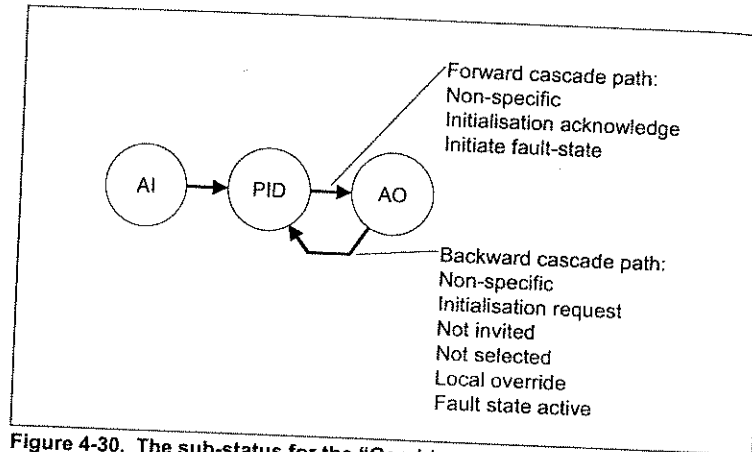 Forward cascade path:
Non-specific
Initialisation acknowledge
Initiate fault-state
AI
PID
AO
Backward cascade path:
Non-specific
Initialisation request
Not invited
Not selected
Local override
Fault state active
Figure 4-30. The sub-status for the